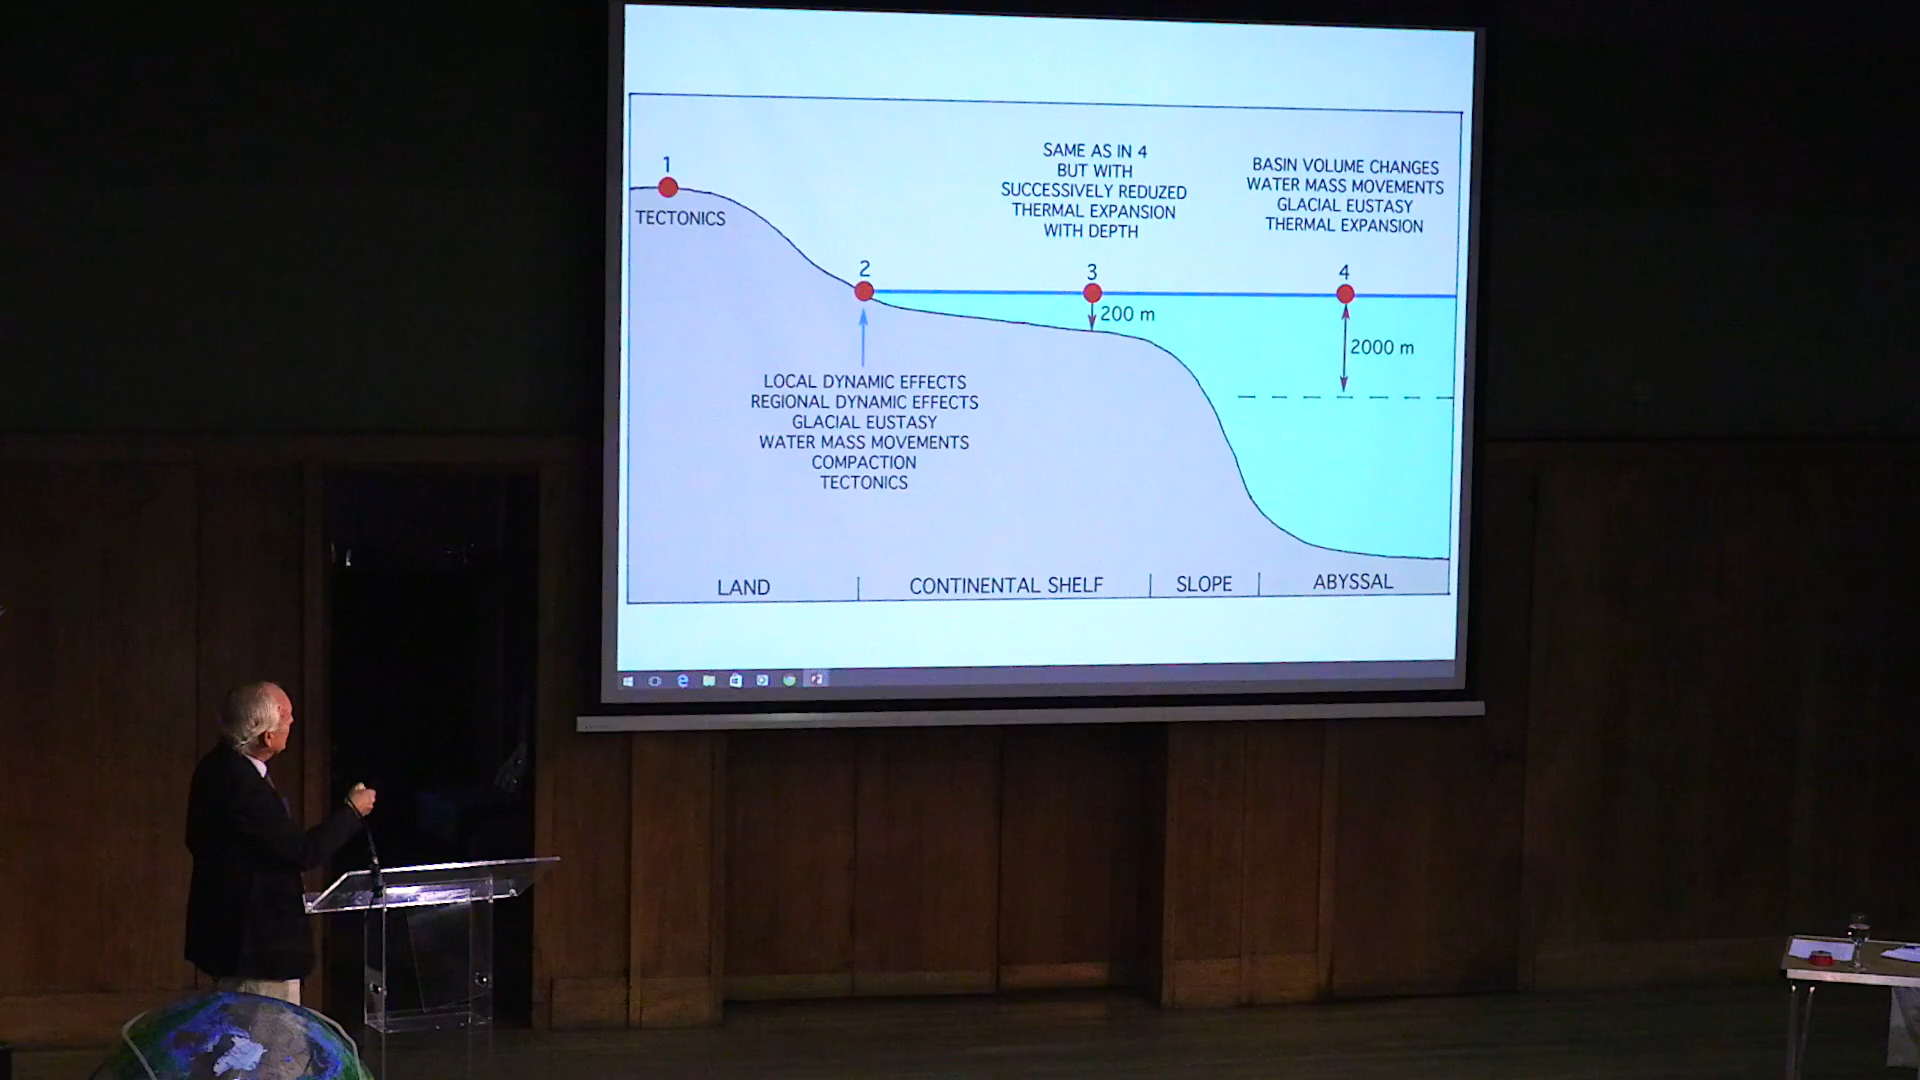 1
TECTONICS
SAME AS IN 4
BUT WITH
SUCCESSIVELY REDUZED
THERMAL EXPANSION
WITH DEPTH
BASIN VOLUME CHANGES
WATER MASS MOVEMENTS
GLACIAL EUSTASY
THERMAL EXPANSION
2
3
4
200 m
2000 m
LOCAL DYNAMIC EFFECTS
REGIONAL DYNAMIC EFFECTS
GLACIAL EUSTASY
WATER MASS MOVEMENTS
COMPACTION
TECTONICS
LAND
CONTINENTAL SHELF
SLOPE
ABYSSAL